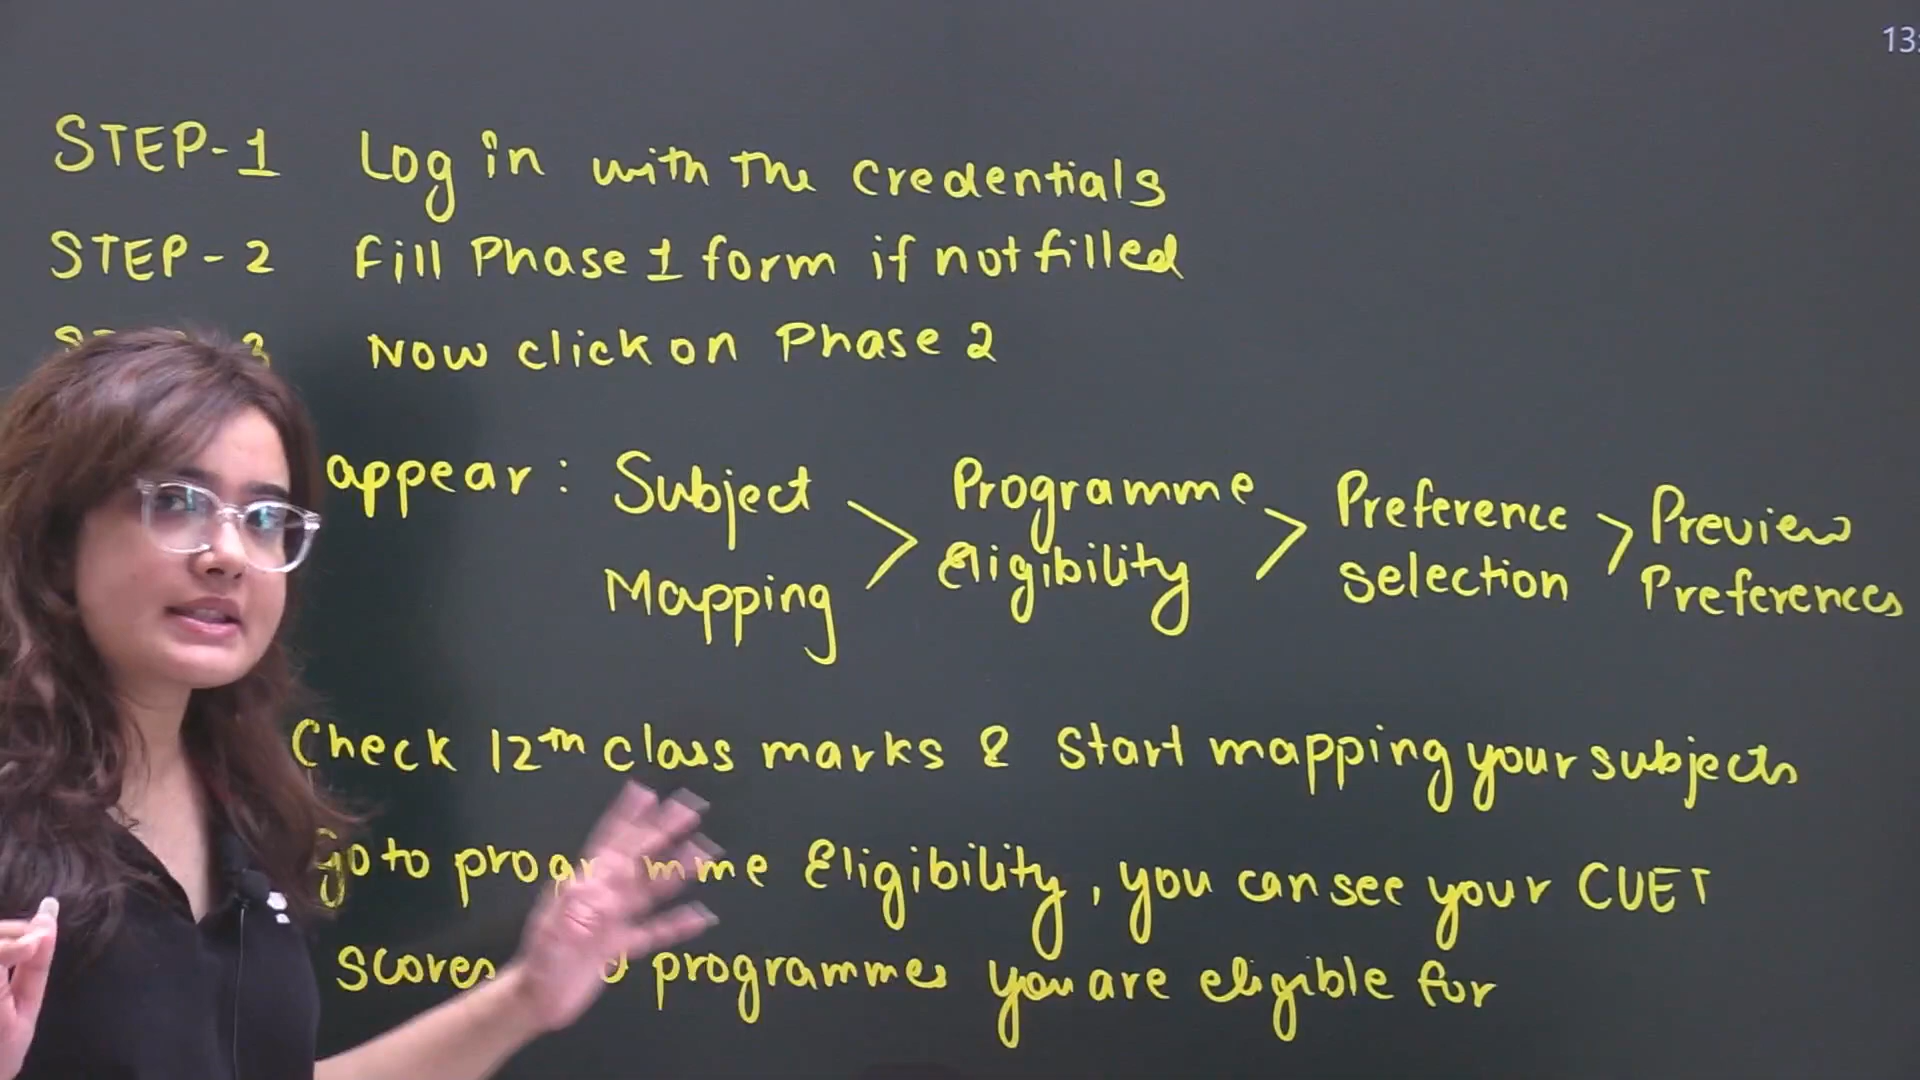 13:
STEP-1 Log in with the credentials
STEP-2 Fill Phase 1 form if not filled
3 Now click on Phase 2
appear: Subject Mapping > Programme Eligibility > Preference selection > Preview Preferences
Check 12th class marks & Start mapping your subjects
Go to programme Eligibility, you can see your CUET
scores programmes you are eligible for